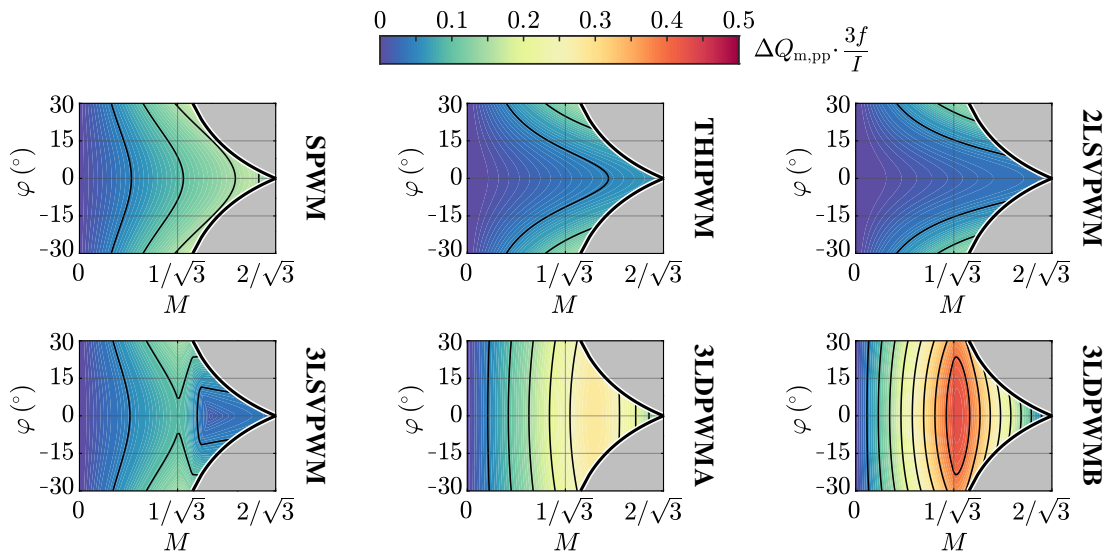 0 0.1 0.2 0.3 0.4 0.5
ΔQm,pp · 3f/I
30
15
0
-15
-30
φ(°)
0 1/√3 2/√3
M
SPWM
30
15
0
-15
-30
φ(°)
0 1/√3 2/√3
M
THIPWM
30
15
0
-15
-30
φ(°)
0 1/√3 2/√3
M
2LSVPWM
30
15
0
-15
-30
φ(°)
0 1/√3 2/√3
M
3LSVPWM
30
15
0
-15
-30
φ(°)
0 1/√3 2/√3
M
3LDPWMA
30
15
0
-15
-30
φ(°)
0 1/√3 2/√3
M
3LDPWMB